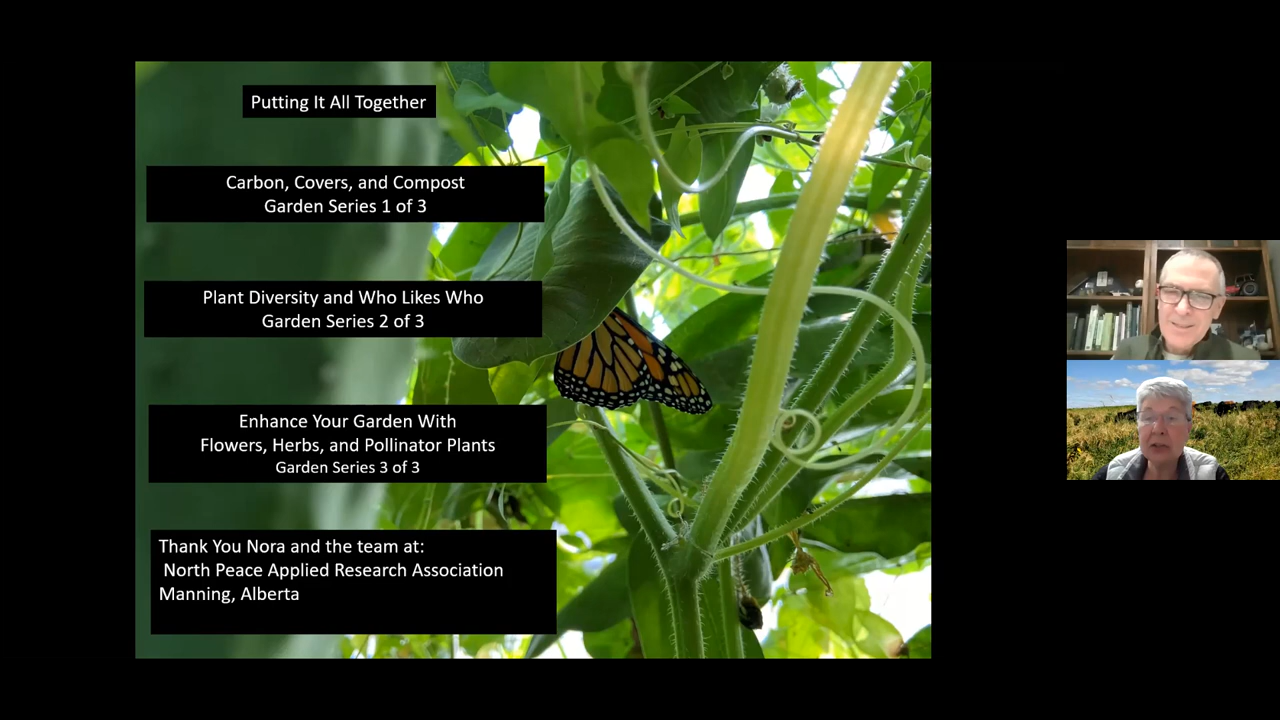 Putting It All Together
Carbon, Covers, and Compost
Garden Series 1 of 3
Plant Diversity and Who Likes Who
Garden Series 2 of 3
Enhance Your Garden With
Flowers, Herbs, and Pollinator Plants
Garden Series 3 of 3
Thank You Nora and the team at:
North Peace Applied Research Association
Manning, Alberta